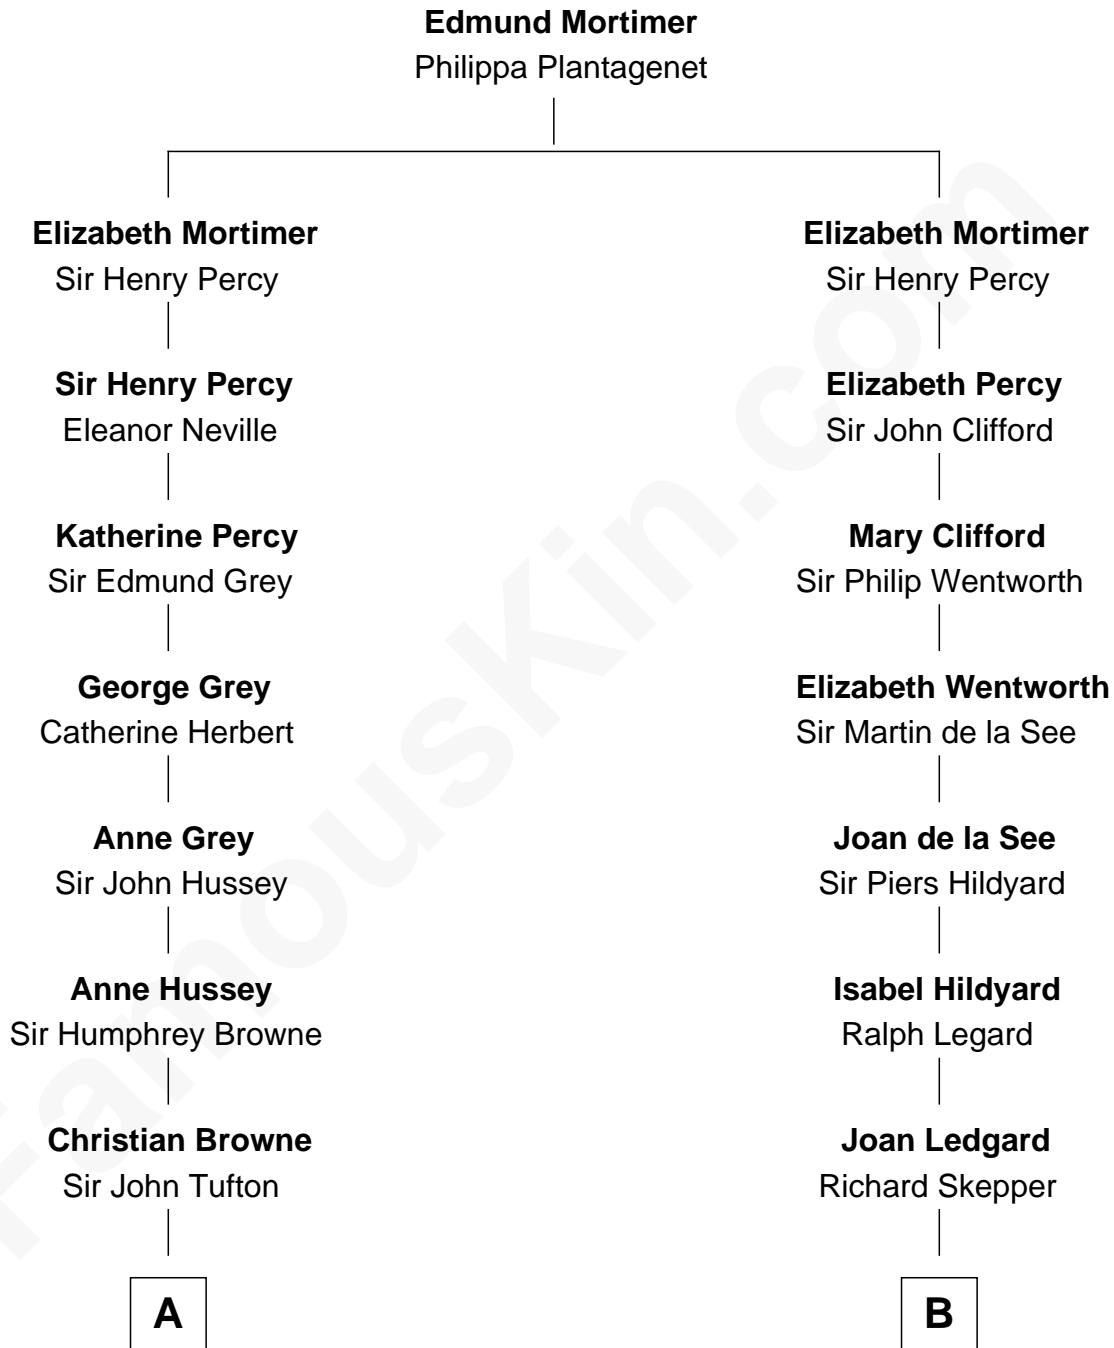 Edmund Mortimer
Philippa Plantagenet
Elizabeth Mortimer
Sir Henry Percy
Sir Henry Percy
Eleanor Neville
Katherine Percy
Sir Edmund Grey
George Grey
Catherine Herbert
Anne Grey
Sir John Hussey
Anne Hussey
Sir Humphrey Browne
Christian Browne
Sir John Tufton
A
Elizabeth Mortimer
Sir Henry Percy
Elizabeth Percy
Sir John Clifford
Mary Clifford
Sir Philip Wentworth
Elizabeth Wentworth
Sir Martin de la See
Joan de la See
Sir Piers Hildyard
Isabel Hildyard
Ralph Legard
Joan Ledgard
Richard Skepper
B
FamousKin.com